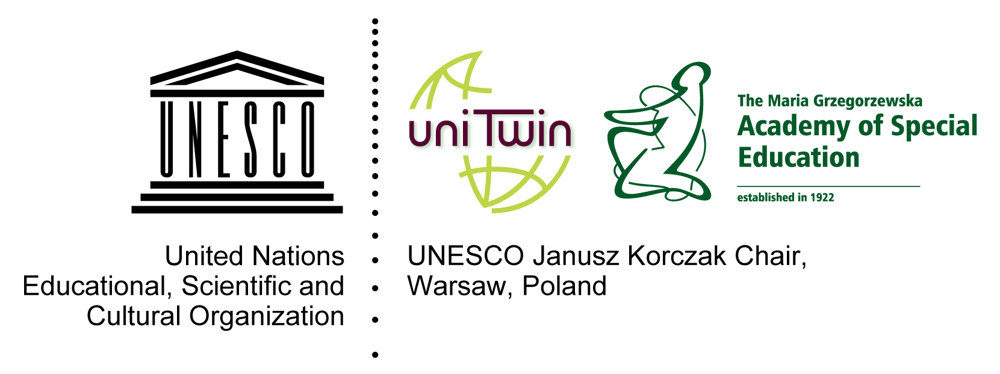 UNESCO
United Nations
Educational, Scientific and
Cultural Organization
uniTwin
The Maria Grzegorzewska
Academy of Special
Education
established in 1922
UNESCO Janusz Korczak Chair,
Warsaw, Poland